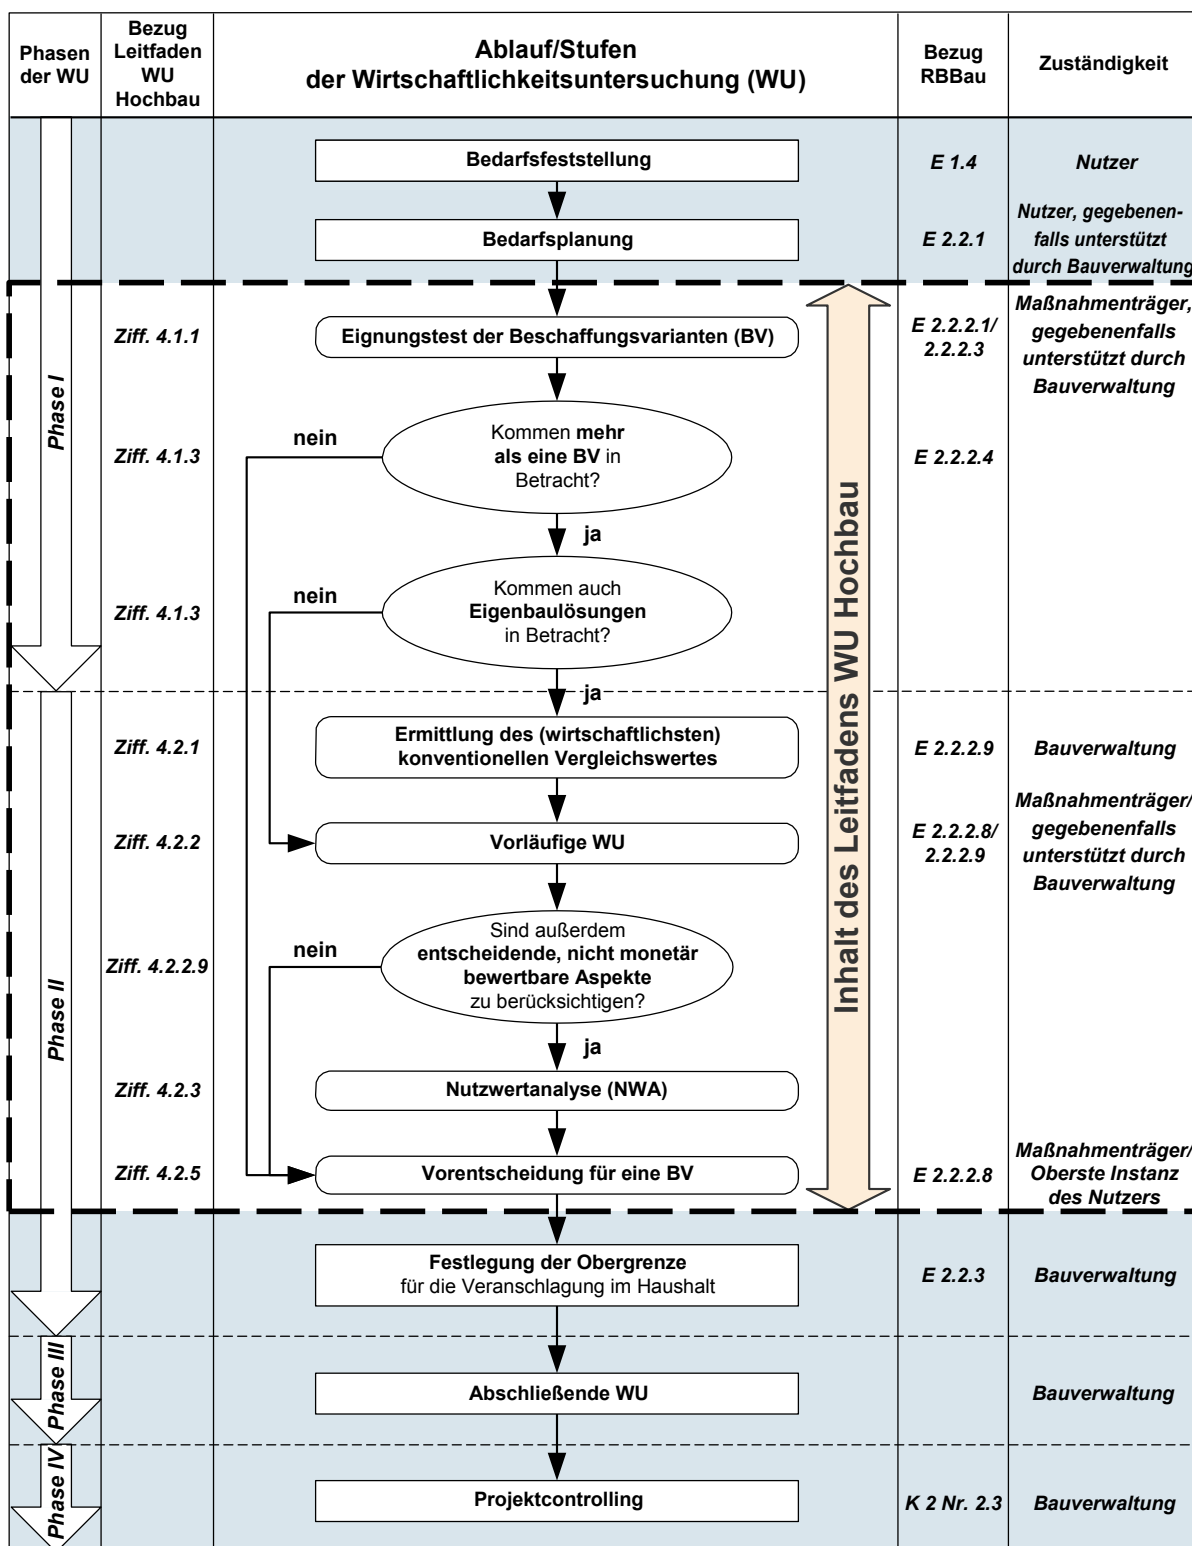 Phasen
der WU
Bezug
Leitfaden
WU
Hochbau
Ablauf/Stufen
der Wirtschaftlichkeitsuntersuchung (WU)
Bezug
RBBau
Zuständigkeit
Bedarfsfeststellung
E 1.4
Nutzer
Bedarfsplanung
E 2.2.1
Nutzer, gegebenen-
falls unterstützt
durch Bauverwaltung
Phase I
Ziff. 4.1.1
Eignungstest der Beschaffungsvarianten (BV)
E 2.2.2.1/
2.2.2.3
Maßnahmenträger,
gegebenenfalls
unterstützt durch
Bauverwaltung
Ziff. 4.1.3
nein
Kommen mehr
als eine BV in
Betracht?
E 2.2.2.4
ja
Ziff. 4.1.3
nein
Kommen auch
Eigenbaulösungen
in Betracht?
ja
Inhalt des Leitfadens WU Hochbau
Phase II
Ziff. 4.2.1
Ermittlung des (wirtschaftlichsten)
konventionellen Vergleichswertes
E 2.2.2.9
Bauverwaltung
Ziff. 4.2.2
Vorläufige WU
E 2.2.2.8/
2.2.2.9
Maßnahmenträger/
gegebenenfalls
unterstützt durch
Bauverwaltung
Ziff. 4.2.2.9
nein
Sind außerdem
entscheidende, nicht monetär
bewertbare Aspekte
zu berücksichtigen?
ja
Ziff. 4.2.3
Nutzwertanalyse (NWA)
Ziff. 4.2.5
Vorentscheidung für eine BV
E 2.2.2.8
Maßnahmenträger/
Oberste Instanz
des Nutzers
Festlegung der Obergrenze
für die Veranschlagung im Haushalt
E 2.2.3
Bauverwaltung
Phase III
Abschließende WU
Bauverwaltung
Phase IV
Projektcontrolling
K 2 Nr. 2.3
Bauverwaltung